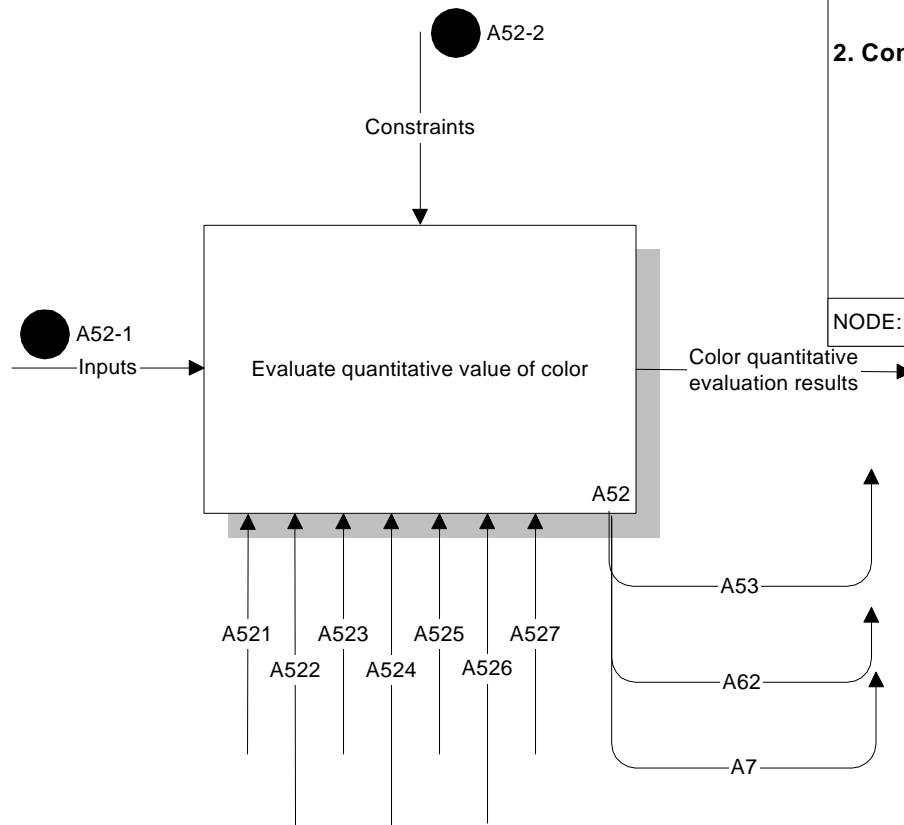 A52-2
2. Con
Constraints
A52-1
Inputs
Evaluate quantitative value of color
NODE:
Color quantitative
evaluation results
A52
A53
A521
A523
A525
A527
A522
A524
A526
A62
A7